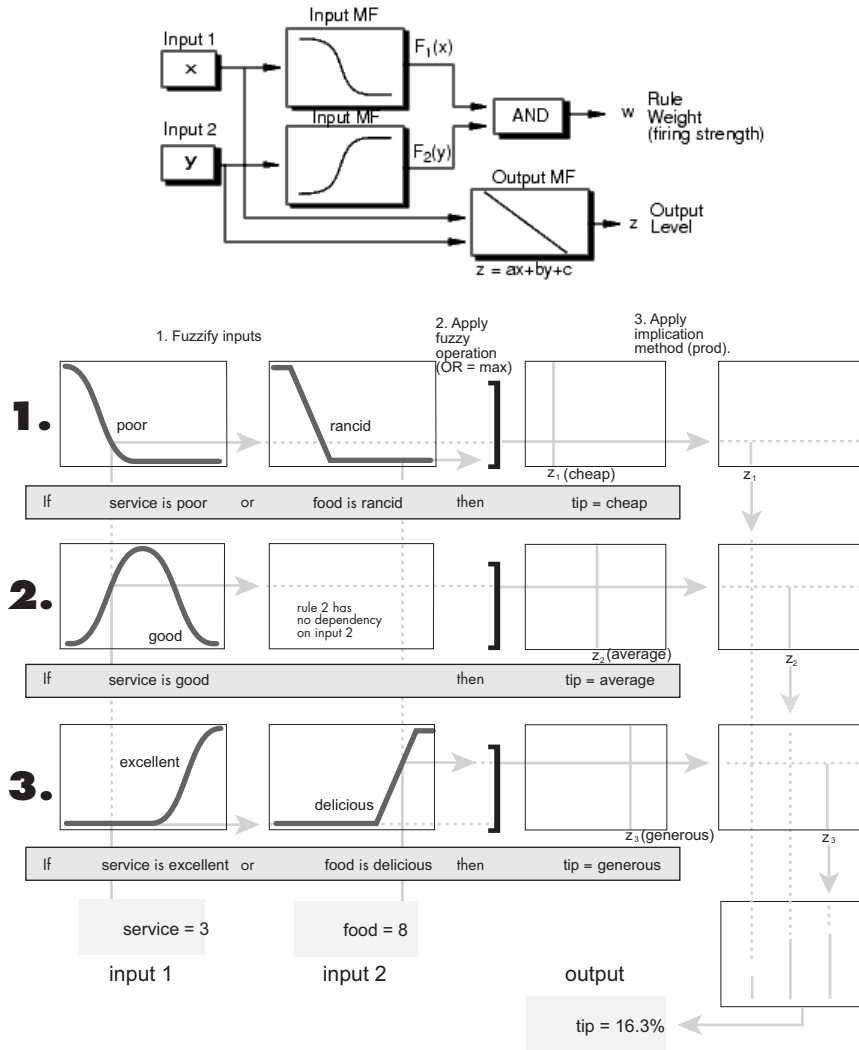 Input MF
Input 1
x
F1(x)
AND
w
Rule
Weight
(firing strength)
Input MF
Input 2
y
F2(y)
Output MF
z
Output
Level
z = ax+by+c
1. Fuzzify inputs
2. Apply
fuzzy
operation
(OR = max)
3. Apply
implication
method (prod).
1.
poor
rancid
z1 (cheap)
z1
If service is poor or food is rancid then tip = cheap
2.
good
rule 2 has
no dependency
on input 2
z2 (average)
z2
If service is good then tip = average
3.
excellent
delicious
z3 (generous)
z3
If service is excellent or food is delicious then tip = generous
service = 3
food = 8
input 1
input 2
output
tip = 16.3%